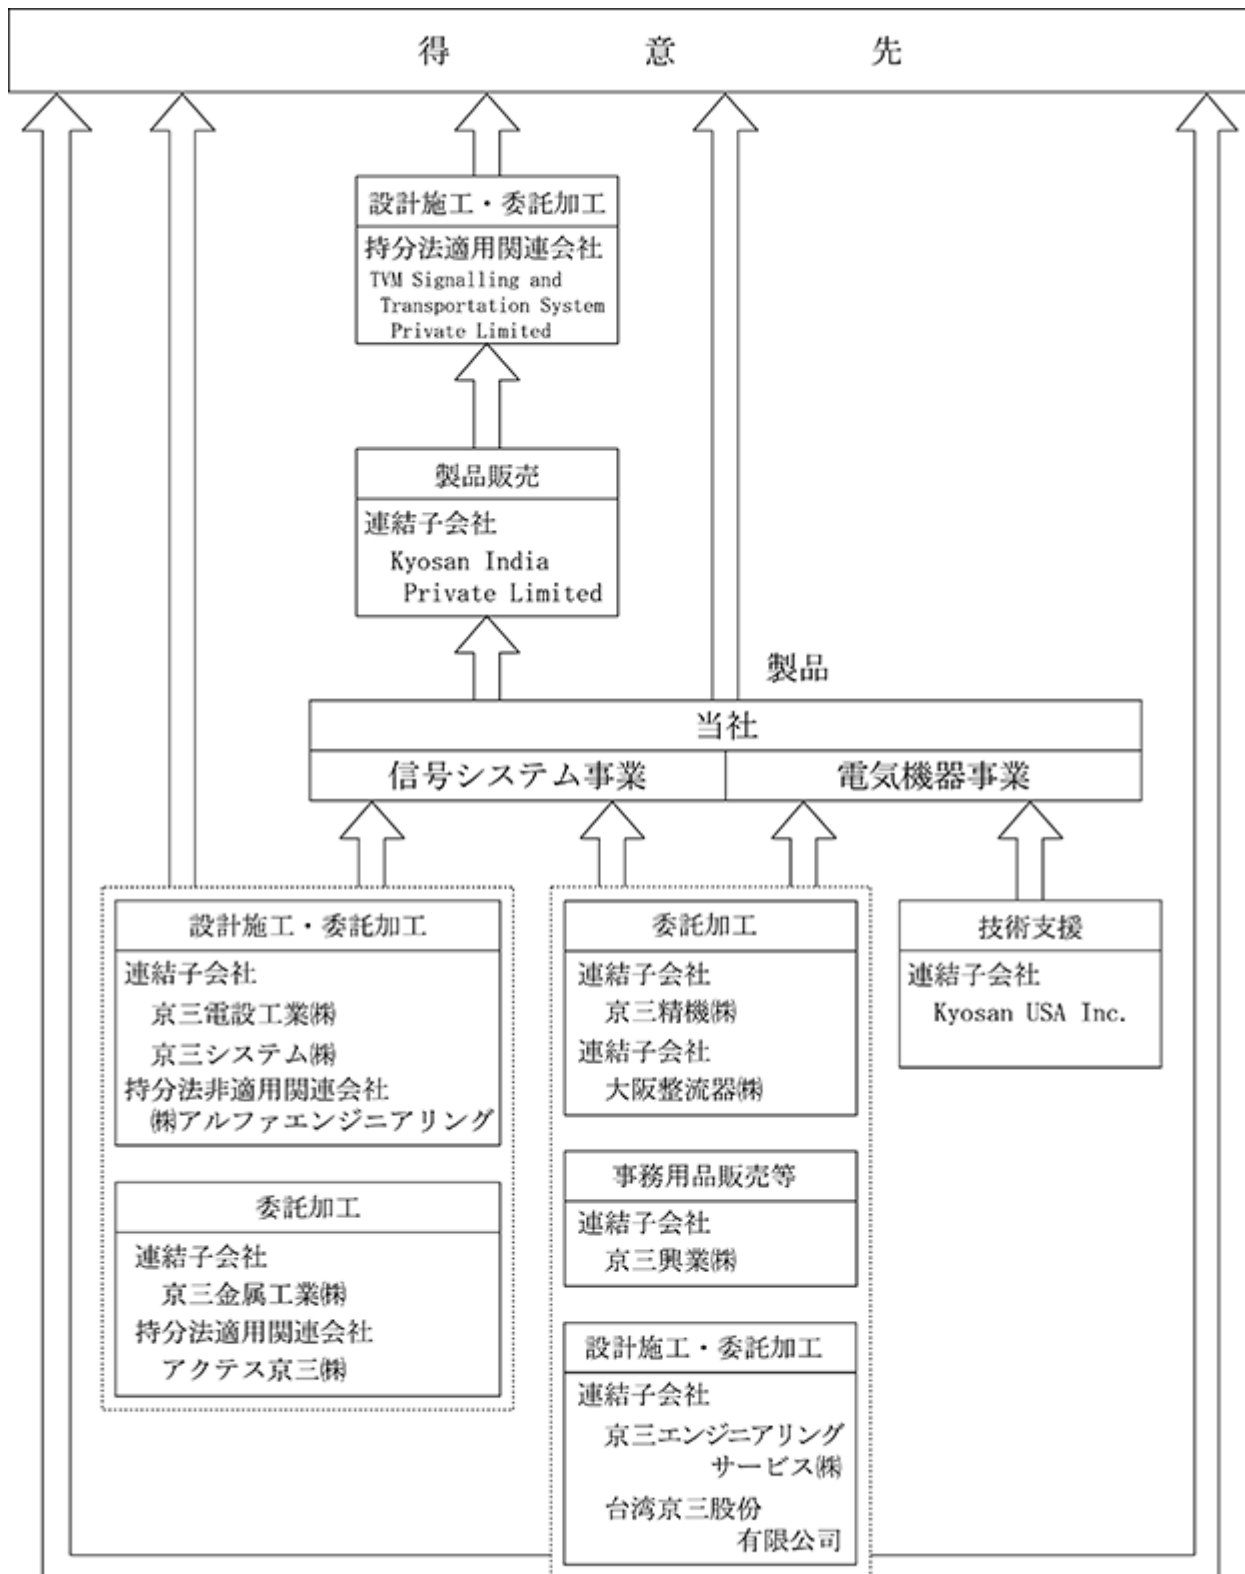 得意先
設計施工・委託加工
持分法適用関連会社
TVM Signalling and
Transportation System
Private Limited
製品販売
連結子会社
Kyosan India
Private Limited
製品
当社
信号システム事業
電気機器事業
設計施工・委託加工
連結子会社
京三電設工業㈱
京三システム㈱
持分法非適用関連会社
㈱アルファエンジニアリング
委託加工
連結子会社
京三金属工業㈱
持分法適用関連会社
アクテス京三㈱
委託加工
連結子会社
京三精機㈱
連結子会社
大阪整流器㈱
事務用品販売等
連結子会社
京三興業㈱
設計施工・委託加工
連結子会社
京三エンジニアリング
サービス㈱
台湾京三股份
有限公司
技術支援
連結子会社
Kyosan USA Inc.